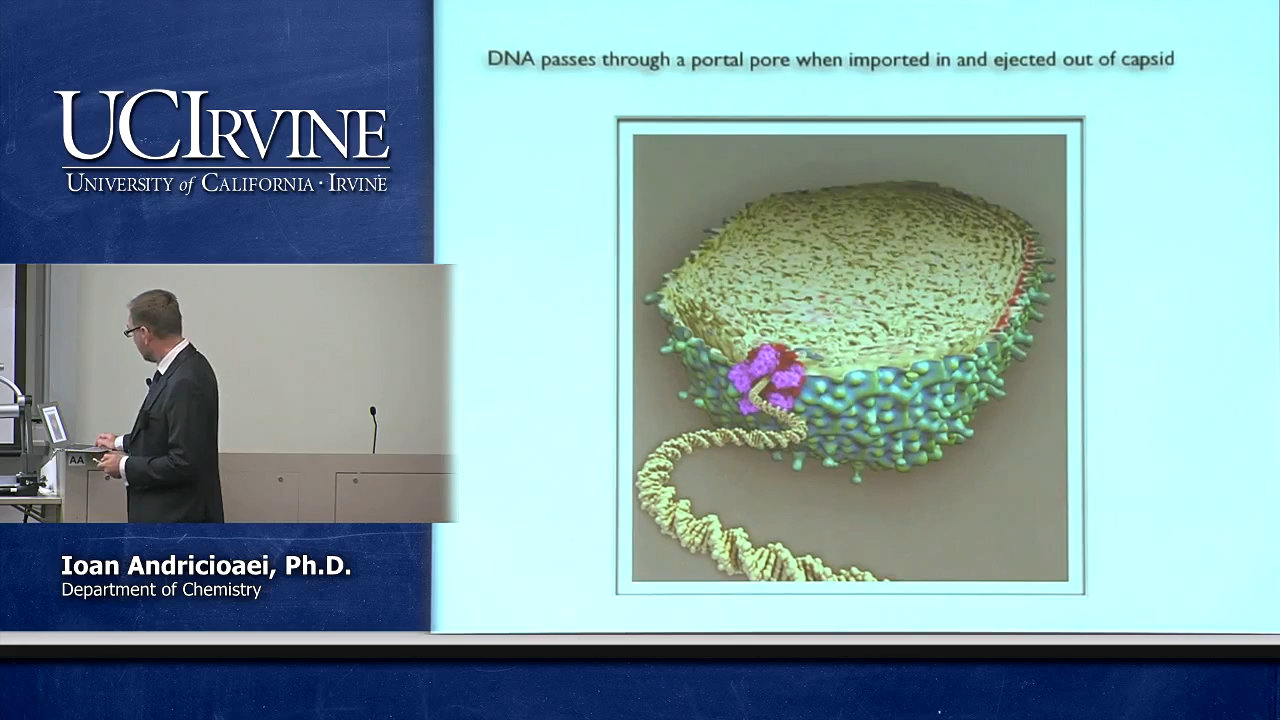 DNA passes through a portal pore when imported in and ejected out of capsid
UCIRVINE
UNIVERSITY of CALIFORNIA · IRVINE
AA
Ioan Andricioaei, Ph.D.
Department of Chemistry